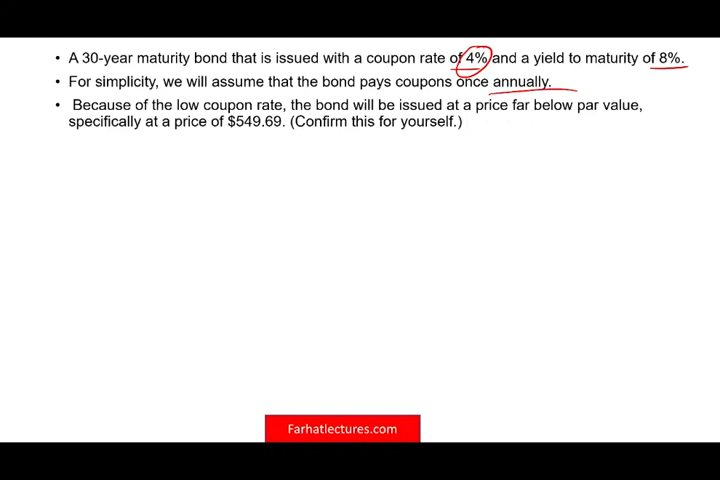 • A 30-year maturity bond that is issued with a coupon rate of 4% and a yield to maturity of 8%.
• For simplicity, we will assume that the bond pays coupons once annually.
• Because of the low coupon rate, the bond will be issued at a price far below par value,
specifically at a price of $549.69. (Confirm this for yourself.)
Farhatlectures.com